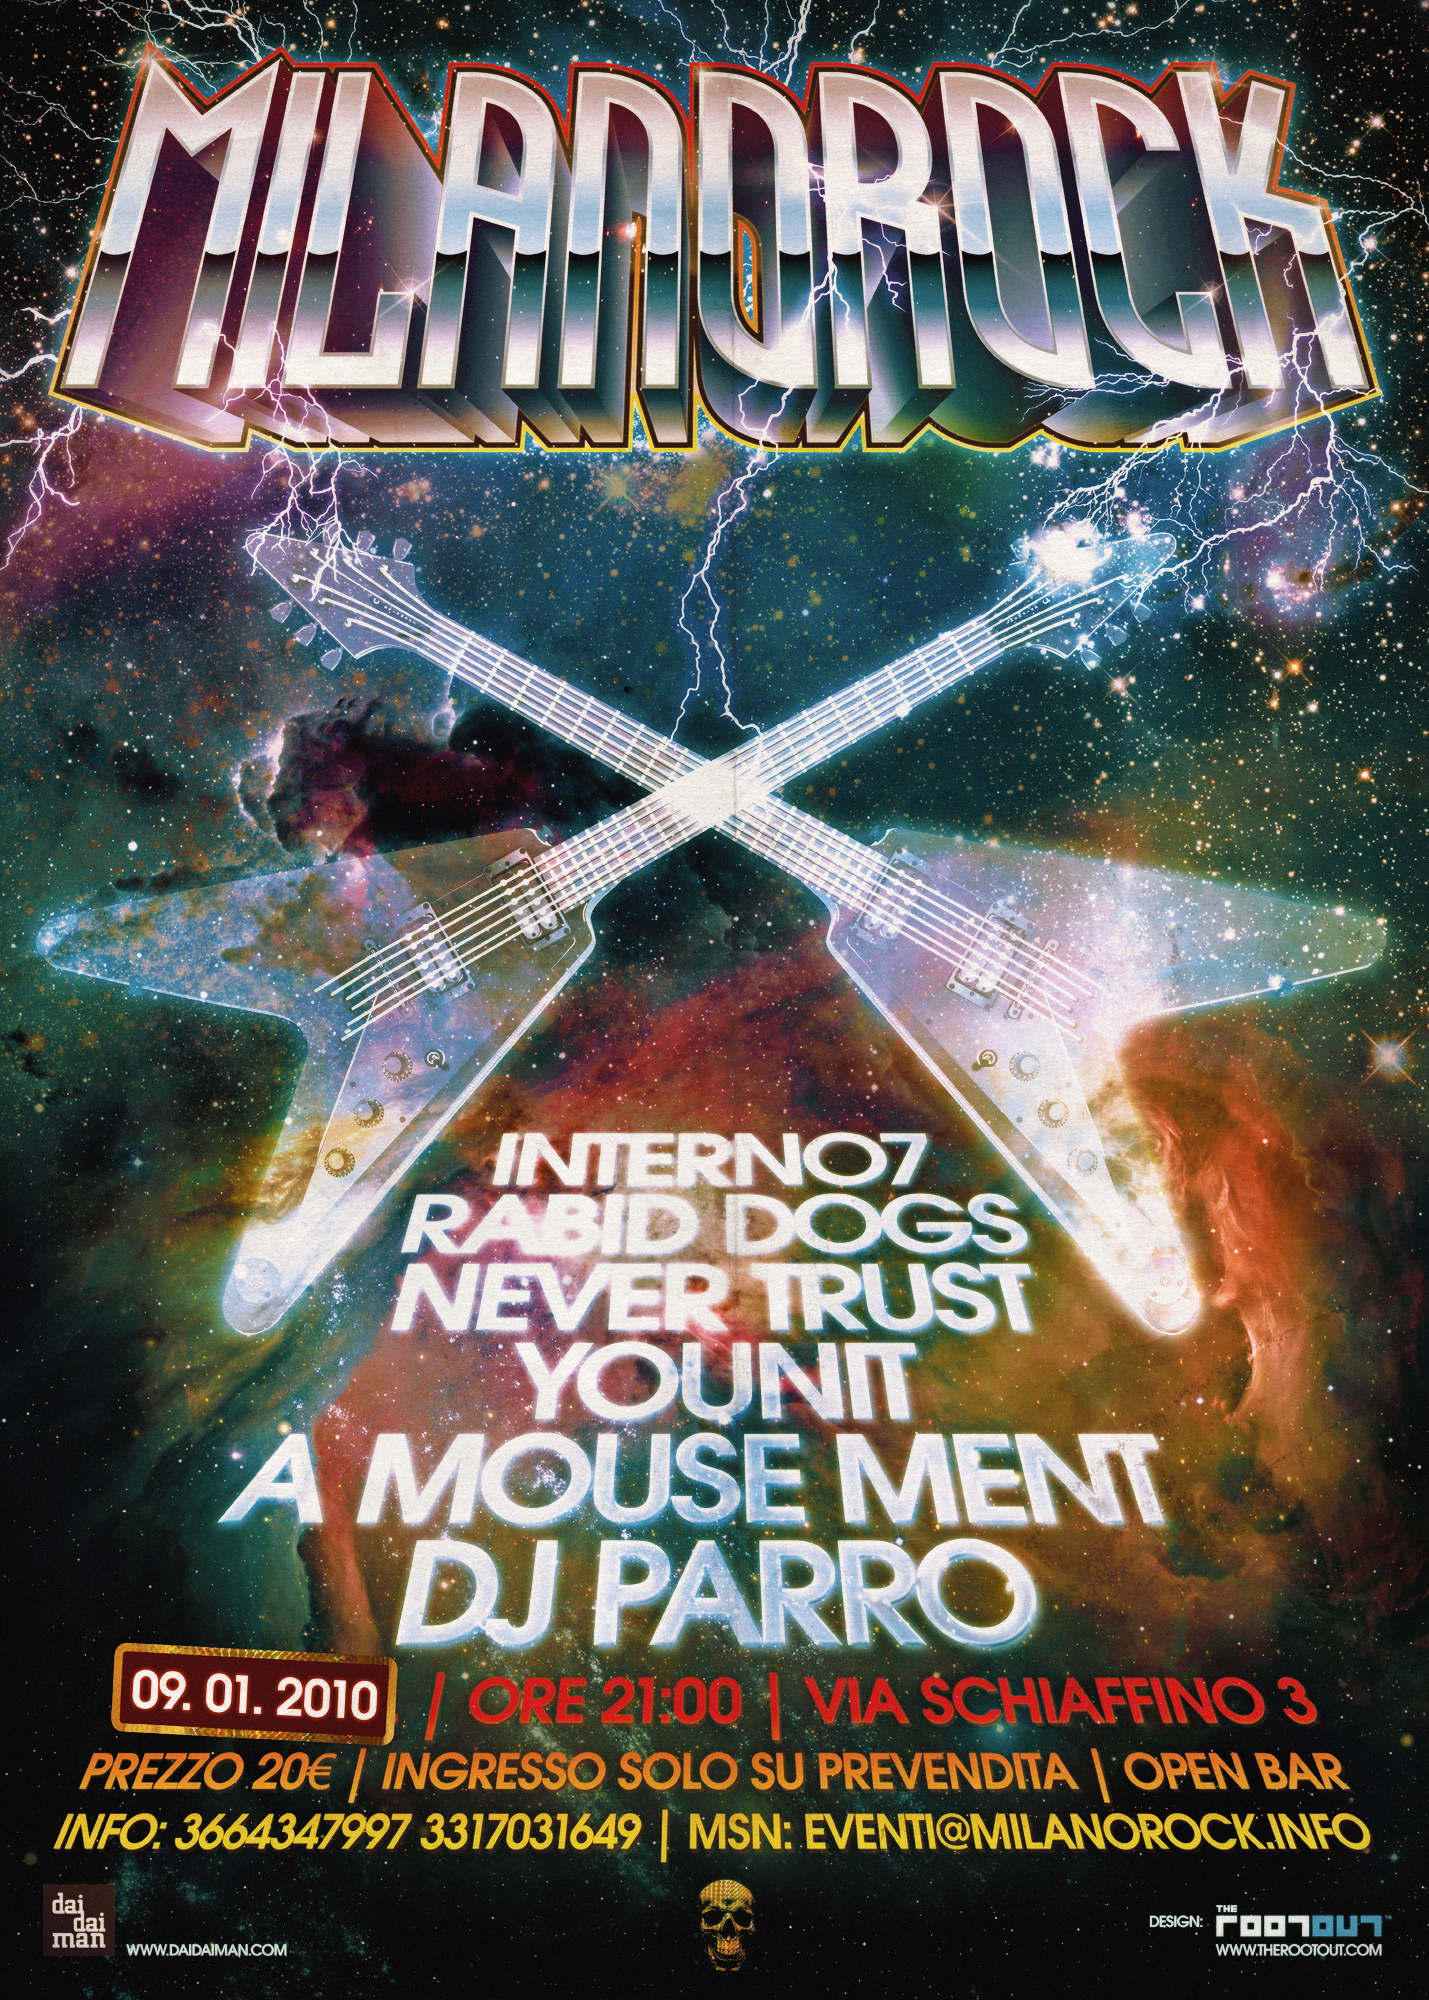 MILANOROCK
INTERNO7
RABID DOGS
NEVER TRUST
YOUNIT
A MOUSE MENT
DJ PARRO
09. 01. 2010 | ORE 21:00 | VIA SCHIAFFINO 3
PREZZO 20€ | INGRESSO SOLO SU PREVENDITA | OPEN BAR
INFO: 3664347997 3317031649 | MSN: EVENTI@MILANOROCK.INFO
dai
dai
man
WWW.DAIDAIMAN.COM
DESIGN: THE ROOTOUT™
WWW.THEROOTOUT.COM